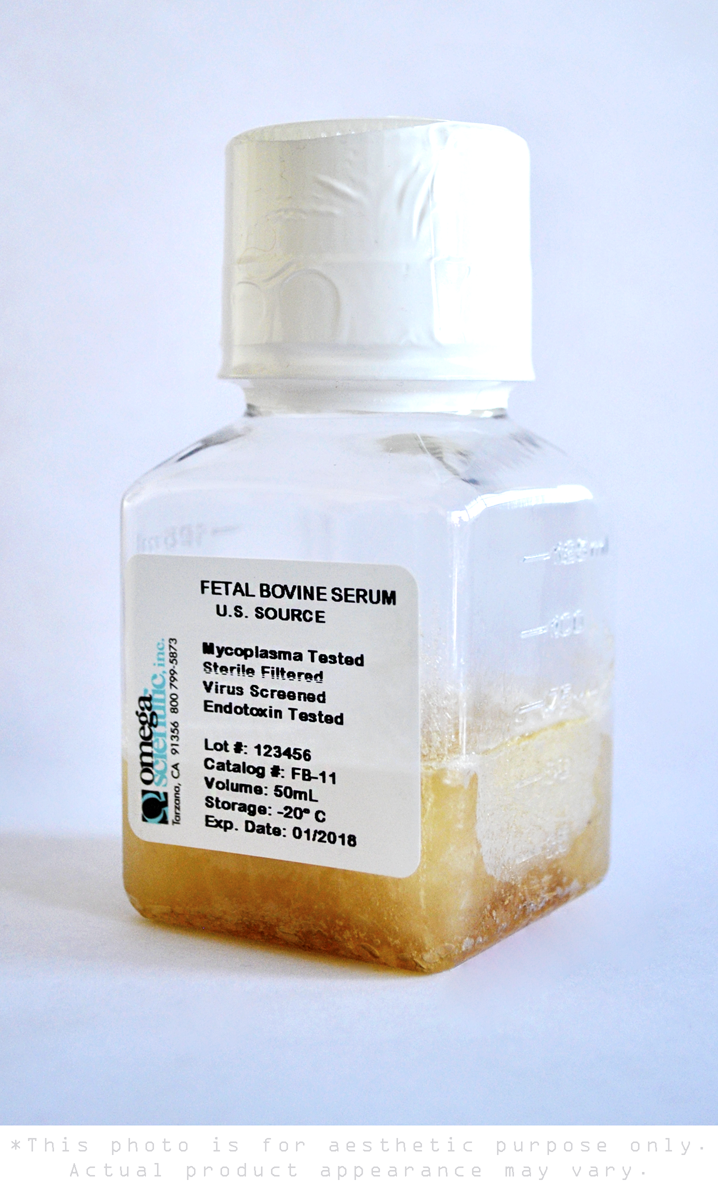 FETAL BOVINE SERUM
U.S. SOURCE
Mycoplasma Tested
Sterile Filtered
Virus Screened
Endotoxin Tested
Lot #: 123456
Catalog #: FB-11
Volume: 50mL
Storage: -20° C
Exp. Date: 01/2018
omega™
scientific, inc.
Tarzana, CA 91356 800 799-5873
100
*This photo is for aesthetic purpose only.
Actual product appearance may vary.